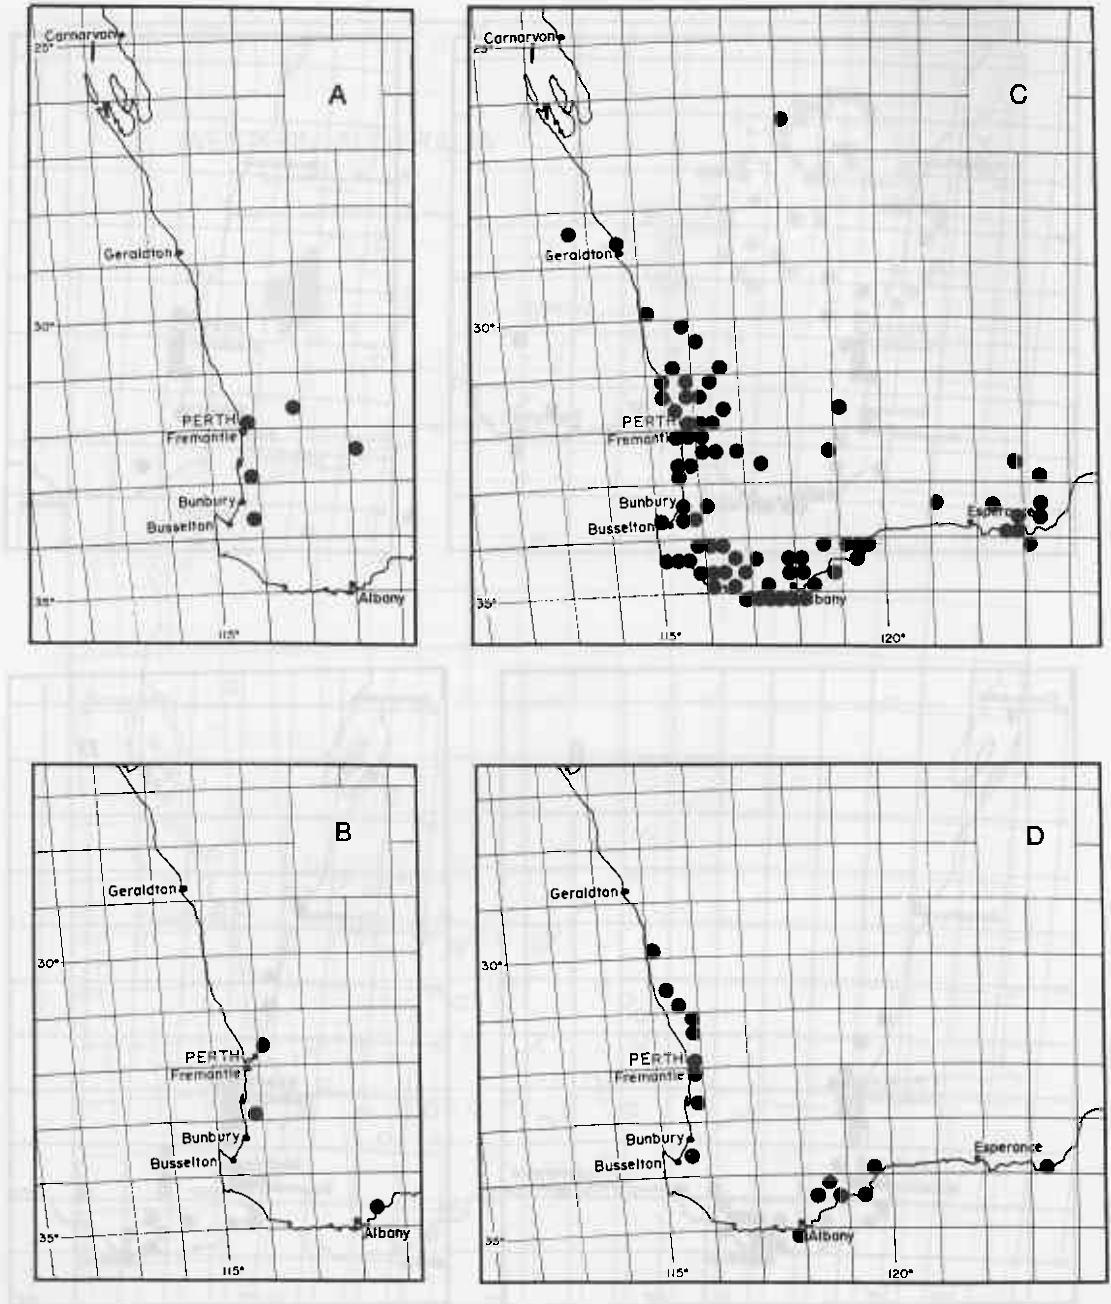 Carnarvon
25°
A
Geraldton
30°
PERTH
Fremantle
Bunbury
Busselton
Albany
35°
115°
Carnarvon
25°
C
Geraldton
30°
PERTH
Fremantle
Bunbury
Busselton
Esperance
Albany
35°
115°
120°
B
Geraldton
30°
PERTH
Fremantle
Bunbury
Busselton
Albany
35°
115°
D
Geraldton
30°
PERTH
Fremantle
Bunbury
Esperance
Busselton
Albany
35°
115°
120°